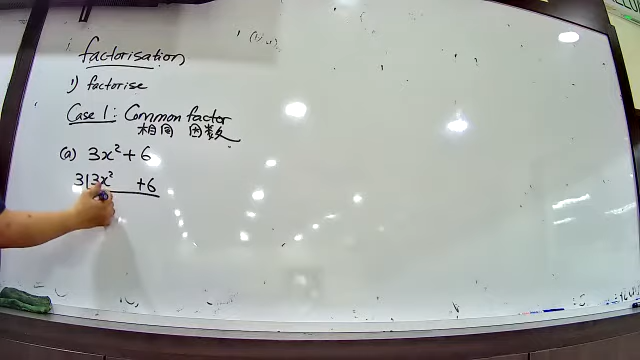 factorisation
1) factorise
Case 1: Common factor
相同 因数
(a) 3x² + 6
3 | 3x² + 6